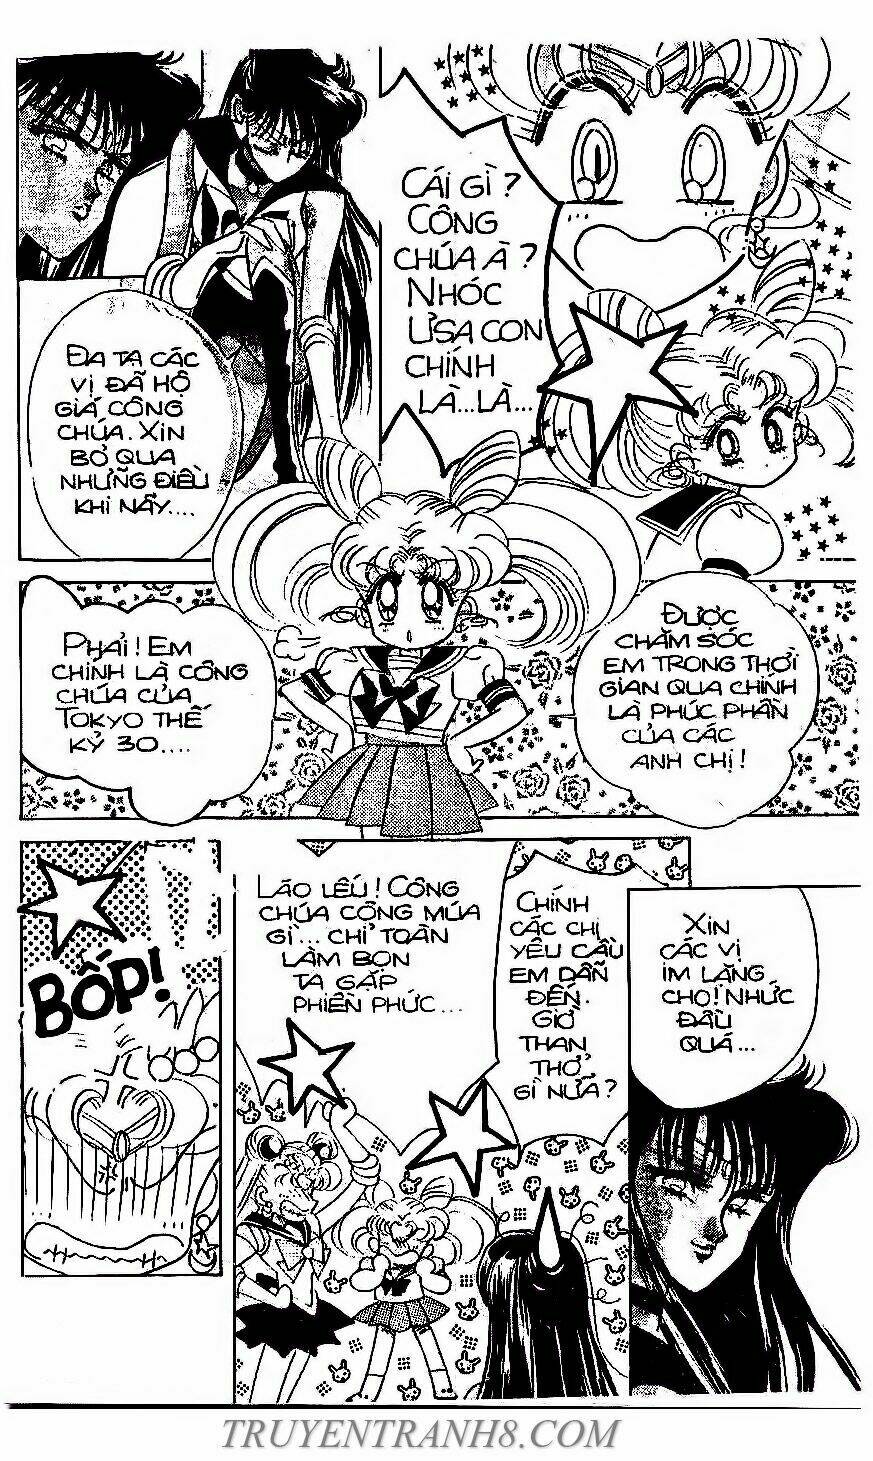 CÁI GÌ?
CÔNG
CHÚA À?
NHÓC
ỬSA CON
CHÍNH
LÀ...LÀ...
ĐA TẠ CÁC
VỊ ĐÃ HỘ
GIÁ CÔNG
CHÚA. XIN
BỎ QUA
NHỮNG ĐIỀU
KHI NẨY....
PHẢI! EM
CHÍNH LÀ CÔNG
CHÚA CỦA
TOKYO THẾ
KỶ 30....
ĐƯỢC
CHĂM SÓC
EM TRONG THỜI
GIAN QUA CHÍNH
LÀ PHÚC PHẦN
CỦA CÁC
ANH CHỊ!
BỐP!
LÁO LẾU! CÔNG
CHÚA CỘNG MÚA
GÌ... CHỈ TOÀN
LÀM BỌN
TA GẶP
PHIỀN PHỨC...
CHÍNH
CÁC CHỊ
YÊU CẦU
EM DẪN
ĐẾN.
GIỜ
THAN
THỞ
GÌ NỮA?
XIN
CÁC VỊ
IM LẶNG
CHO! NHỨC
ĐẦU
QUÁ...
TRUYENTRANH8.COM